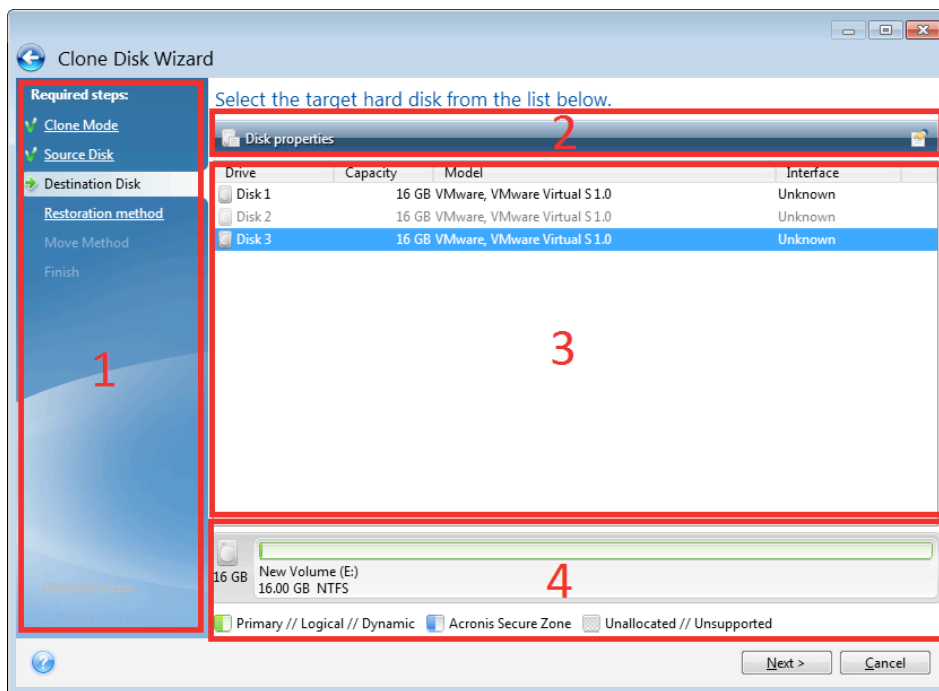 Clone Disk Wizard
Required steps:
Clone Mode
Source Disk
Destination Disk
Restoration method
Move Method
Finish
1
Select the target hard disk from the list below.
2
Disk properties
Drive Capacity Model Interface
Disk 1 16 GB VMware, VMware Virtual S 1.0 Unknown
Disk 2 16 GB VMware, VMware Virtual S 1.0 Unknown
Disk 3 16 GB VMware, VMware Virtual S 1.0 Unknown
3
16 GB
New Volume (E:)
16.00 GB NTFS
4
Primary // Logical // Dynamic Acronis Secure Zone Unallocated // Unsupported
Next > Cancel